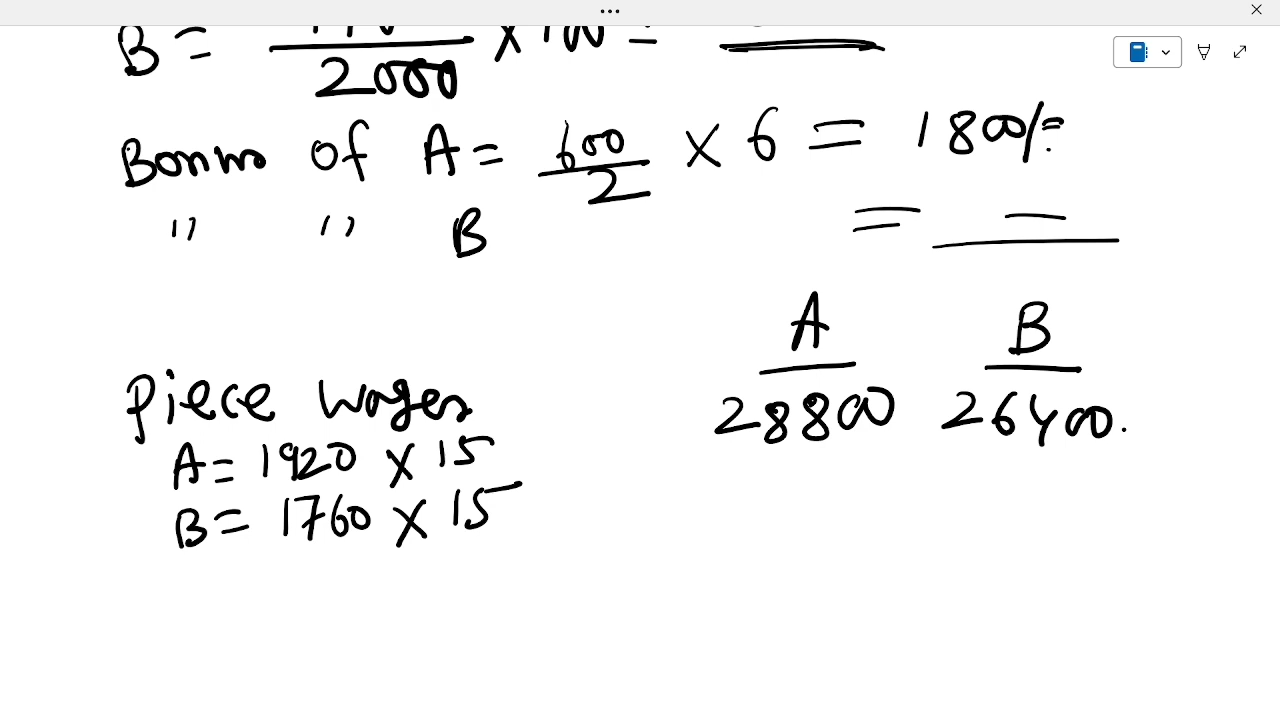 B = /2000 × 100 =
Bonus of A = 600/2 × 6 = 1800/=
" " B = –
A B
28800 26400.
Piece wages
A = 1920 × 15
B = 1760 × 15